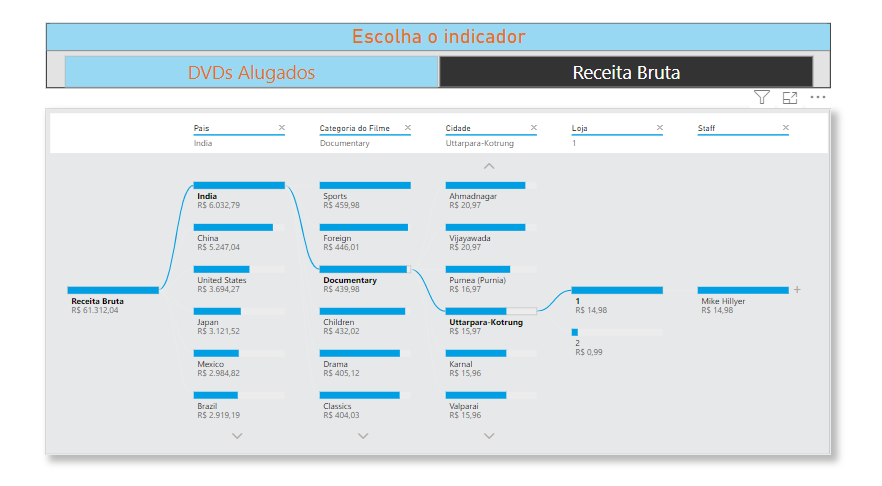 Escolha o indicador
DVDs Alugados
Receita Bruta
País
Categoria do Filme
Cidade
Loja
Staff
India
Documentary
Uttarpara-Kotrung
1
Receita Bruta
R$ 61.312,04
India
R$ 6.032,79
China
R$ 5.247,04
United States
R$ 3.694,27
Japan
R$ 3.121,52
Mexico
R$ 2.984,82
Brazil
R$ 2.919,19
Sports
R$ 459,98
Foreign
R$ 446,01
Documentary
R$ 439,98
Children
R$ 432,02
Drama
R$ 405,12
Classics
R$ 404,03
Ahmadnagar
R$ 20,97
Vijayawada
R$ 20,97
Purnea (Purnia)
R$ 16,97
Uttarpara-Kotrung
R$ 15,97
Karnal
R$ 15,96
Valparai
R$ 15,96
1
R$ 14,98
2
R$ 0,99
Mike Hillyer
R$ 14,98